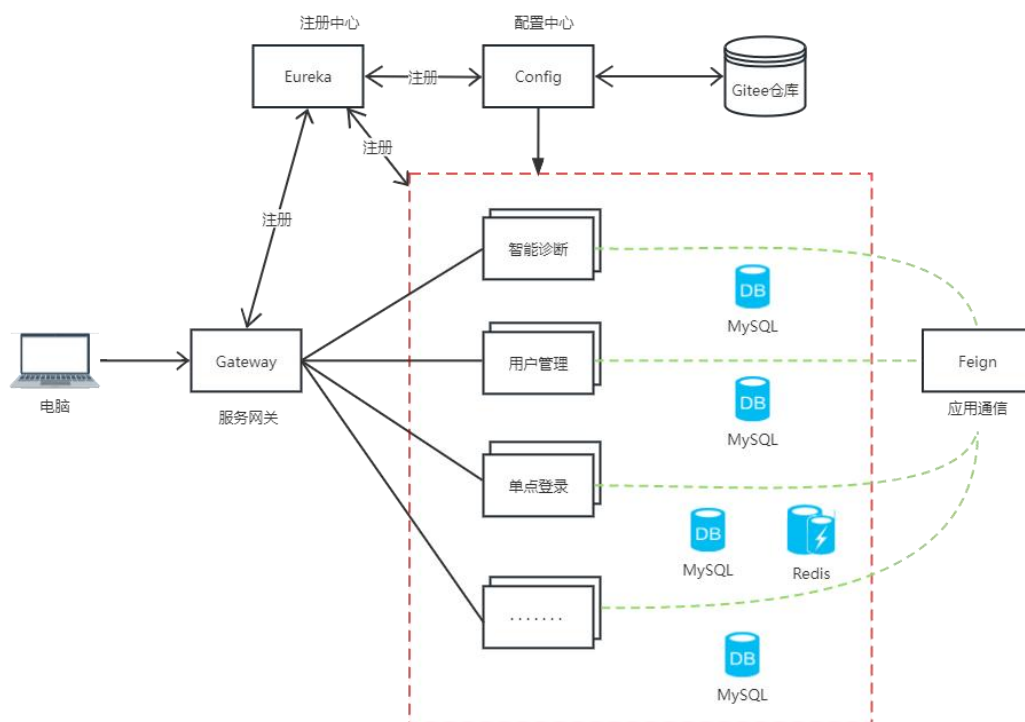 注册中心
配置中心
Eureka
注册
Config
Gitee仓库
注册
注册
智能诊断
DB
MySQL
Gateway
用户管理
Feign
电脑
服务网关
应用通信
DB
MySQL
单点登录
DB
MySQL
Redis
.......
DB
MySQL